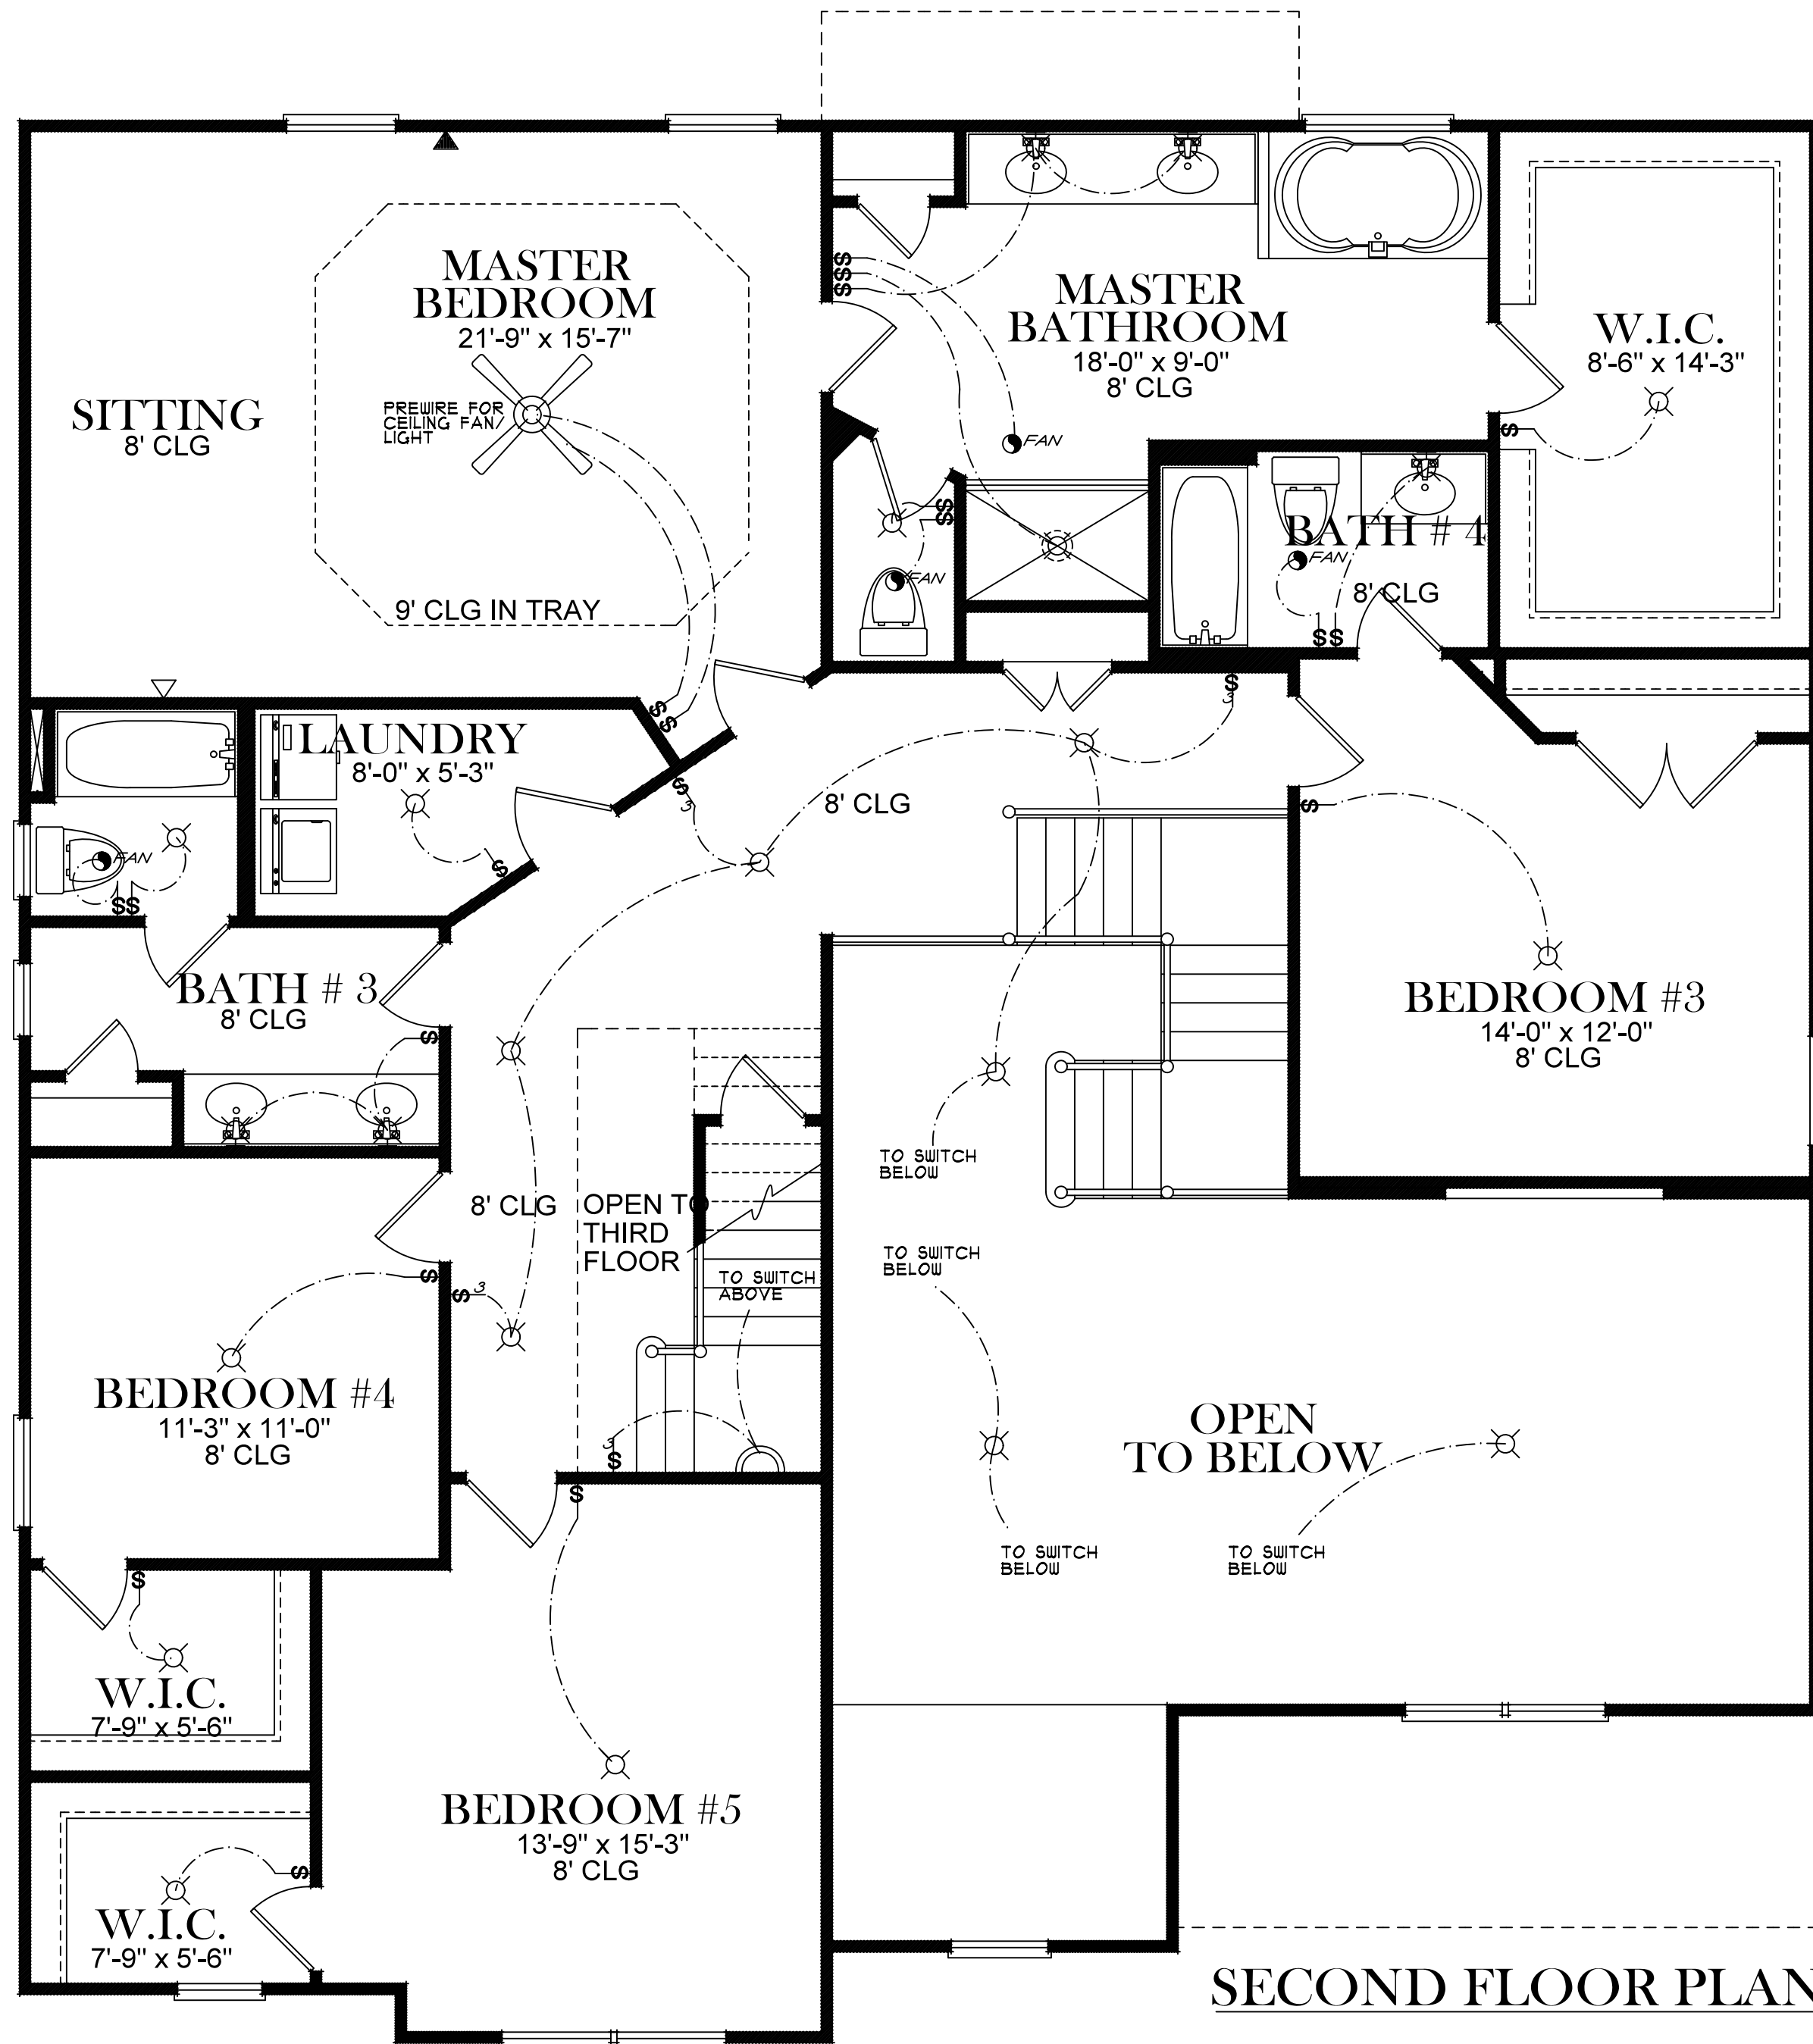 MASTER
BEDROOM
21'-9" x 15'-7"
PREWIRE FOR
CEILING FAN/
LIGHT
SITTING
8' CLG
9' CLG IN TRAY
MASTER
BATHROOM
18'-0" x 9'-0"
8' CLG
FAN
$
$
$
W.I.C.
8'-6" x 14'-3"
$
$
$
FAN
BATH # 4
FAN
8' CLG
$$
$
$
LAUNDRY
8'-0" x 5'-3"
$
$
3
$
3
8' CLG
$
FAN
$$
BATH # 3
8' CLG
$
BEDROOM #3
14'-0" x 12'-0"
8' CLG
TO SWITCH
BELOW
8' CLG
OPEN TO
THIRD
FLOOR
TO SWITCH
ABOVE
TO SWITCH
BELOW
$
$ 3
BEDROOM #4
11'-3" x 11'-0"
8' CLG
3
$
$
OPEN
TO BELOW
TO SWITCH
BELOW
TO SWITCH
BELOW
$
W.I.C.
7'-9" x 5'-6"
BEDROOM #5
13'-9" x 15'-3"
8' CLG
$
W.I.C.
7'-9" x 5'-6"
SECOND FLOOR PLAN